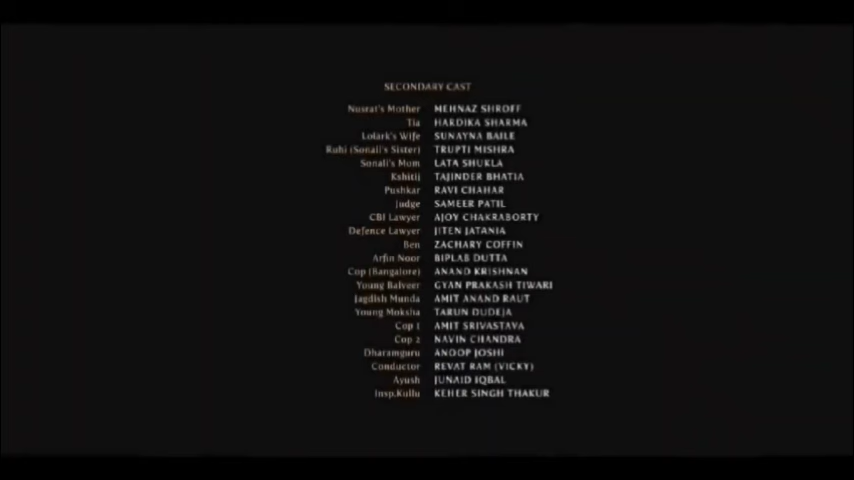 SECONDARY CAST
Nusrat's Mother MEHNAZ SHROFF
Tia HARDIKA SHARMA
Lolark's Wife SUNAYNA BAILE
Ruhi (Sonali's Sister) TRUPTI MISHRA
Sonali's Mum LATA SHUKLA
Kshitij TAJINDER BHATIA
Pushkar RAVI CHAHAR
Judge SAMEER PATIL
CBI Lawyer AJOY CHAKRABORTY
Defence Lawyer JITEN JATANIA
Ben ZACHARY COFFIN
Arfin Noor BIPLAB DUTTA
Cop (Bangalore) ANAND KRISHNAN
Young Balveer GYAN PRAKASH TIWARI
Jagdish Munda AMIT ANAND RAUT
Young Moksha TARUN DUDEJA
Cop 1 AMIT SRIVASTAVA
Cop 2 NAVIN CHANDRA
Dharamguru ANOOP JOSHI
Conductor REVAT RAM (VICKY)
Ayush JUNAID IQBAL
Insp.Kullu KEHER SINGH THAKUR